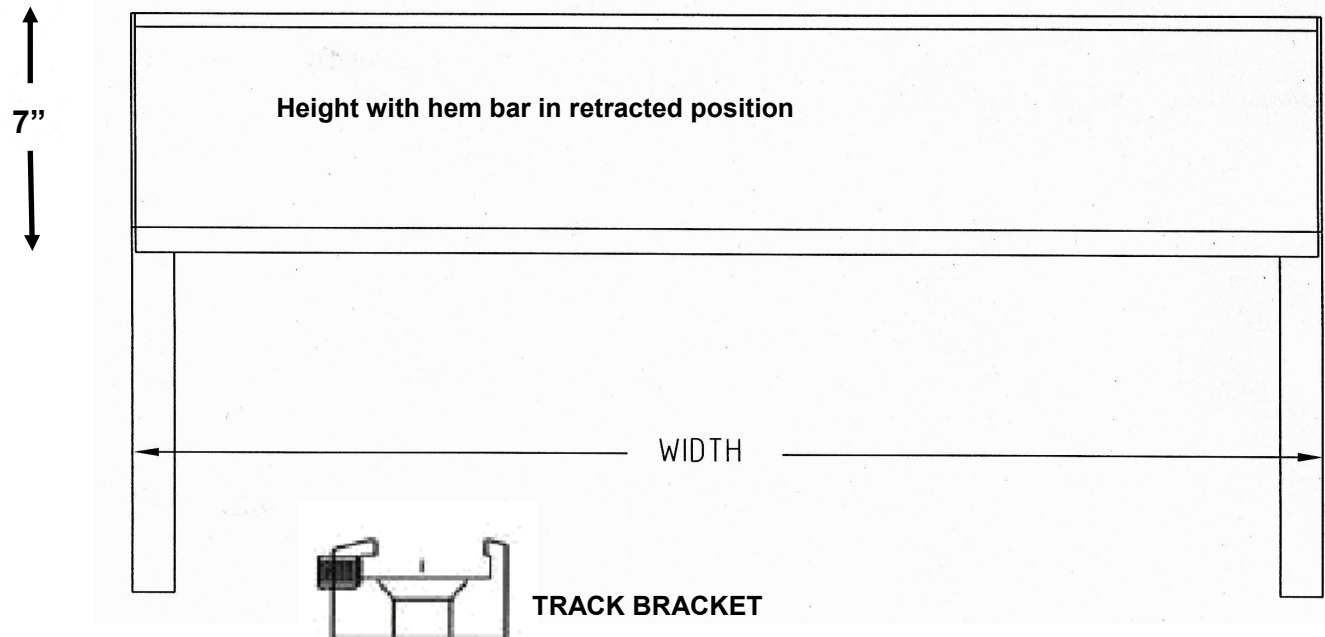 7”
Height with hem bar in retracted position
WIDTH
TRACK BRACKET